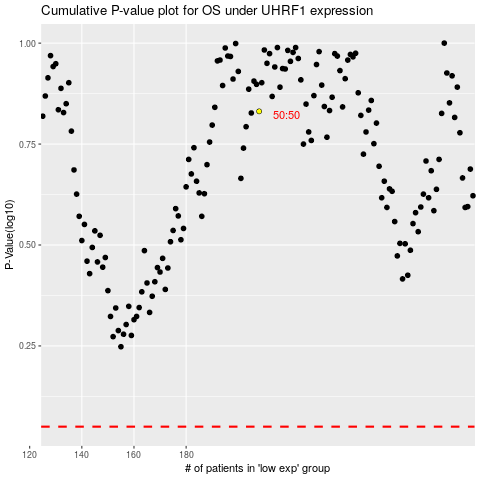 Cumulative P-value plot for OS under UHRF1 expression
P-Value(log10)
1.00
0.75
0.50
0.25
50:50
120 140 160 180
# of patients in 'low exp' group